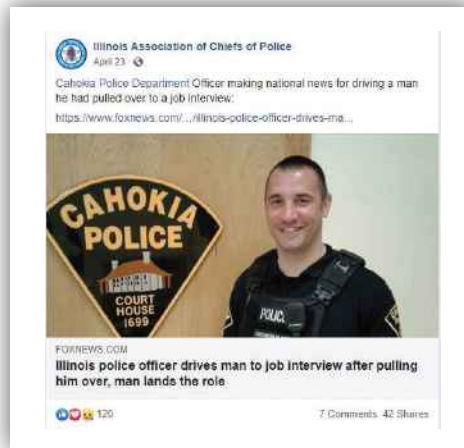 Illinois Association of Chiefs of Police
April 23
Cahokia Police Department Officer making national news for driving a man
he had pulled over to a job interview:
https://www.foxnews.com/.../illinois-police-officer-drives-ma...
CAHOKIA
POLICE
COURT
HOUSE
1699
POLIC
FOXNEWS.COM
Illinois police officer drives man to job interview after pulling
him over, man lands the role
120
7 Comments 42 Shares